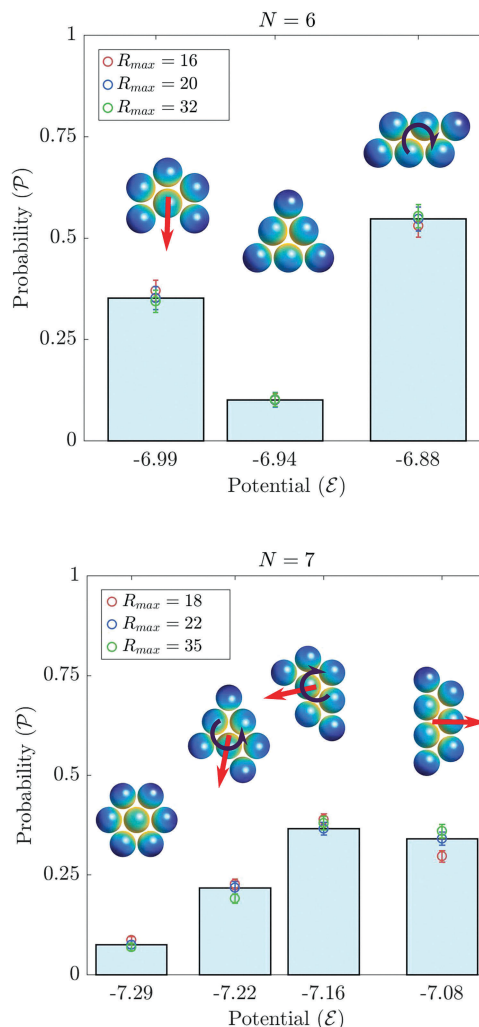 N = 6
1
R_max = 16
R_max = 20
R_max = 32
0.75
0.5
0.25
0
Probability (𝒫)
-6.99 -6.94 -6.88
Potential (ℰ)
N = 7
1
R_max = 18
R_max = 22
R_max = 35
0.75
0.5
0.25
0
Probability (𝒫)
-7.29 -7.22 -7.16 -7.08
Potential (ℰ)